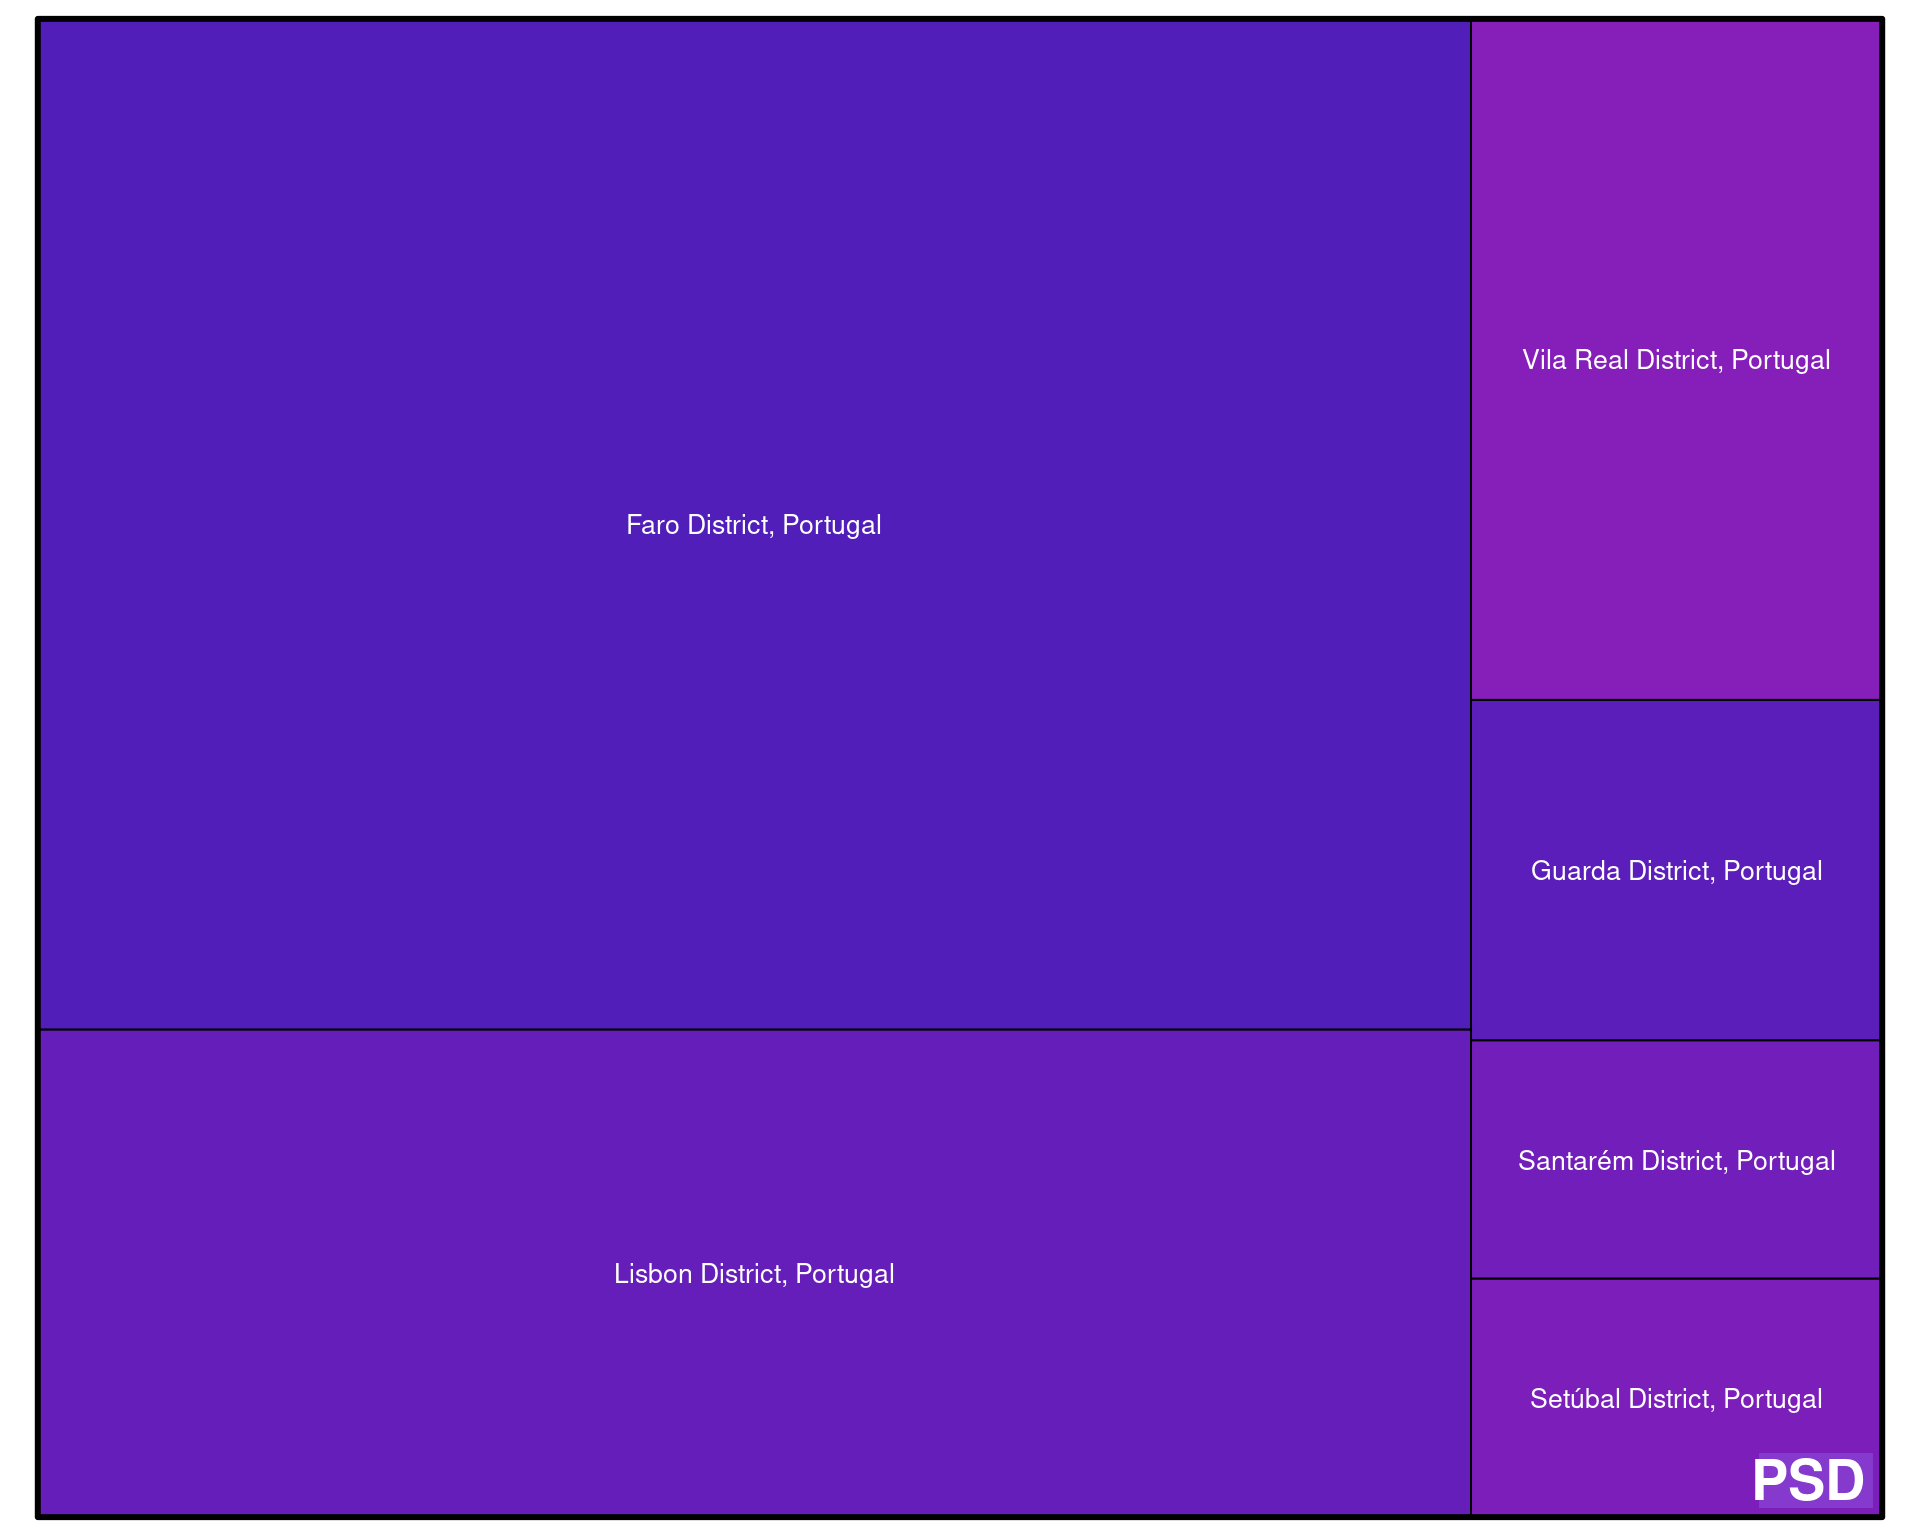 Faro District, Portugal
Lisbon District, Portugal
Vila Real District, Portugal
Guarda District, Portugal
Santarém District, Portugal
Setúbal District, Portugal
PSD